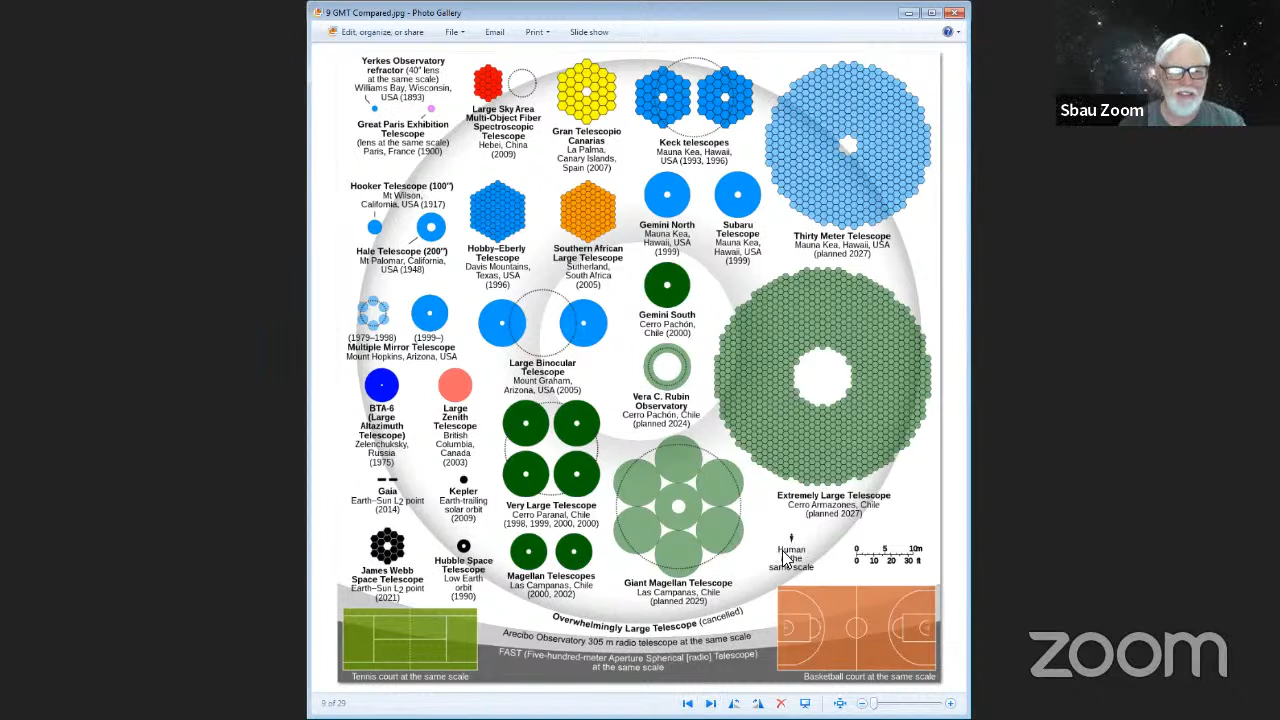 9 GMT Compared.jpg - Photo Gallery
Edit, organize, or share
File
Email
Print
Slide show
Yerkes Observatory
refractor (40" lens
at the same scale)
Williams Bay, Wisconsin,
USA (1893)
Great Paris Exhibition
Telescope
(lens at the same scale)
Paris, France (1900)
Large Sky Area
Multi-Object Fiber
Spectroscopic
Telescope
Hebei, China
(2009)
Gran Telescopio
Canarias
La Palma,
Canary Islands,
Spain (2007)
Keck telescopes
Mauna Kea, Hawaii,
USA (1993, 1996)
Thirty Meter Telescope
Mauna Kea, Hawaii, USA
(planned 2027)
Hooker Telescope (100")
Mt Wilson,
California, USA (1917)
Hale Telescope (200")
Mt Palomar, California,
USA (1948)
Hobby–Eberly
Telescope
Davis Mountains,
Texas, USA
(1996)
Southern African
Large Telescope
Sutherland,
South Africa
(2005)
Gemini North
Mauna Kea,
Hawaii, USA
(1999)
Subaru
Telescope
Mauna Kea,
Hawaii, USA
(1999)
Gemini South
Cerro Pachón,
Chile (2000)
(1979–1998) (1999–)
Multiple Mirror Telescope
Mount Hopkins, Arizona, USA
Large Binocular
Telescope
Mount Graham,
Arizona, USA (2005)
Vera C. Rubin
Observatory
Cerro Pachón, Chile
(planned 2024)
BTA-6
(Large
Altazimuth
Telescope)
Zelenchuksky,
Russia
(1975)
Large
Zenith
Telescope
British
Columbia,
Canada
(2003)
Extremely Large Telescope
Cerro Armazones, Chile
(planned 2027)
Gaia
Earth–Sun L2 point
(2014)
Kepler
Earth-trailing
solar orbit
(2009)
Very Large Telescope
Cerro Paranal, Chile
(1998, 1999, 2000, 2000)
James Webb
Space Telescope
Earth–Sun L2 point
(2021)
Hubble Space
Telescope
Low Earth
orbit
(1990)
Magellan Telescopes
Las Campanas, Chile
(2000, 2002)
Giant Magellan Telescope
Las Campanas, Chile
(planned 2029)
Human
the
same scale
0 5 10m
0 10 20 30 ft
Overwhelmingly Large Telescope (cancelled)
Arecibo Observatory 305 m radio telescope at the same scale
FAST (Five-hundred-meter Aperture Spherical [radio] Telescope)
at the same scale
Tennis court at the same scale
Basketball court at the same scale
9 of 29
Sbau Zoom
zoom